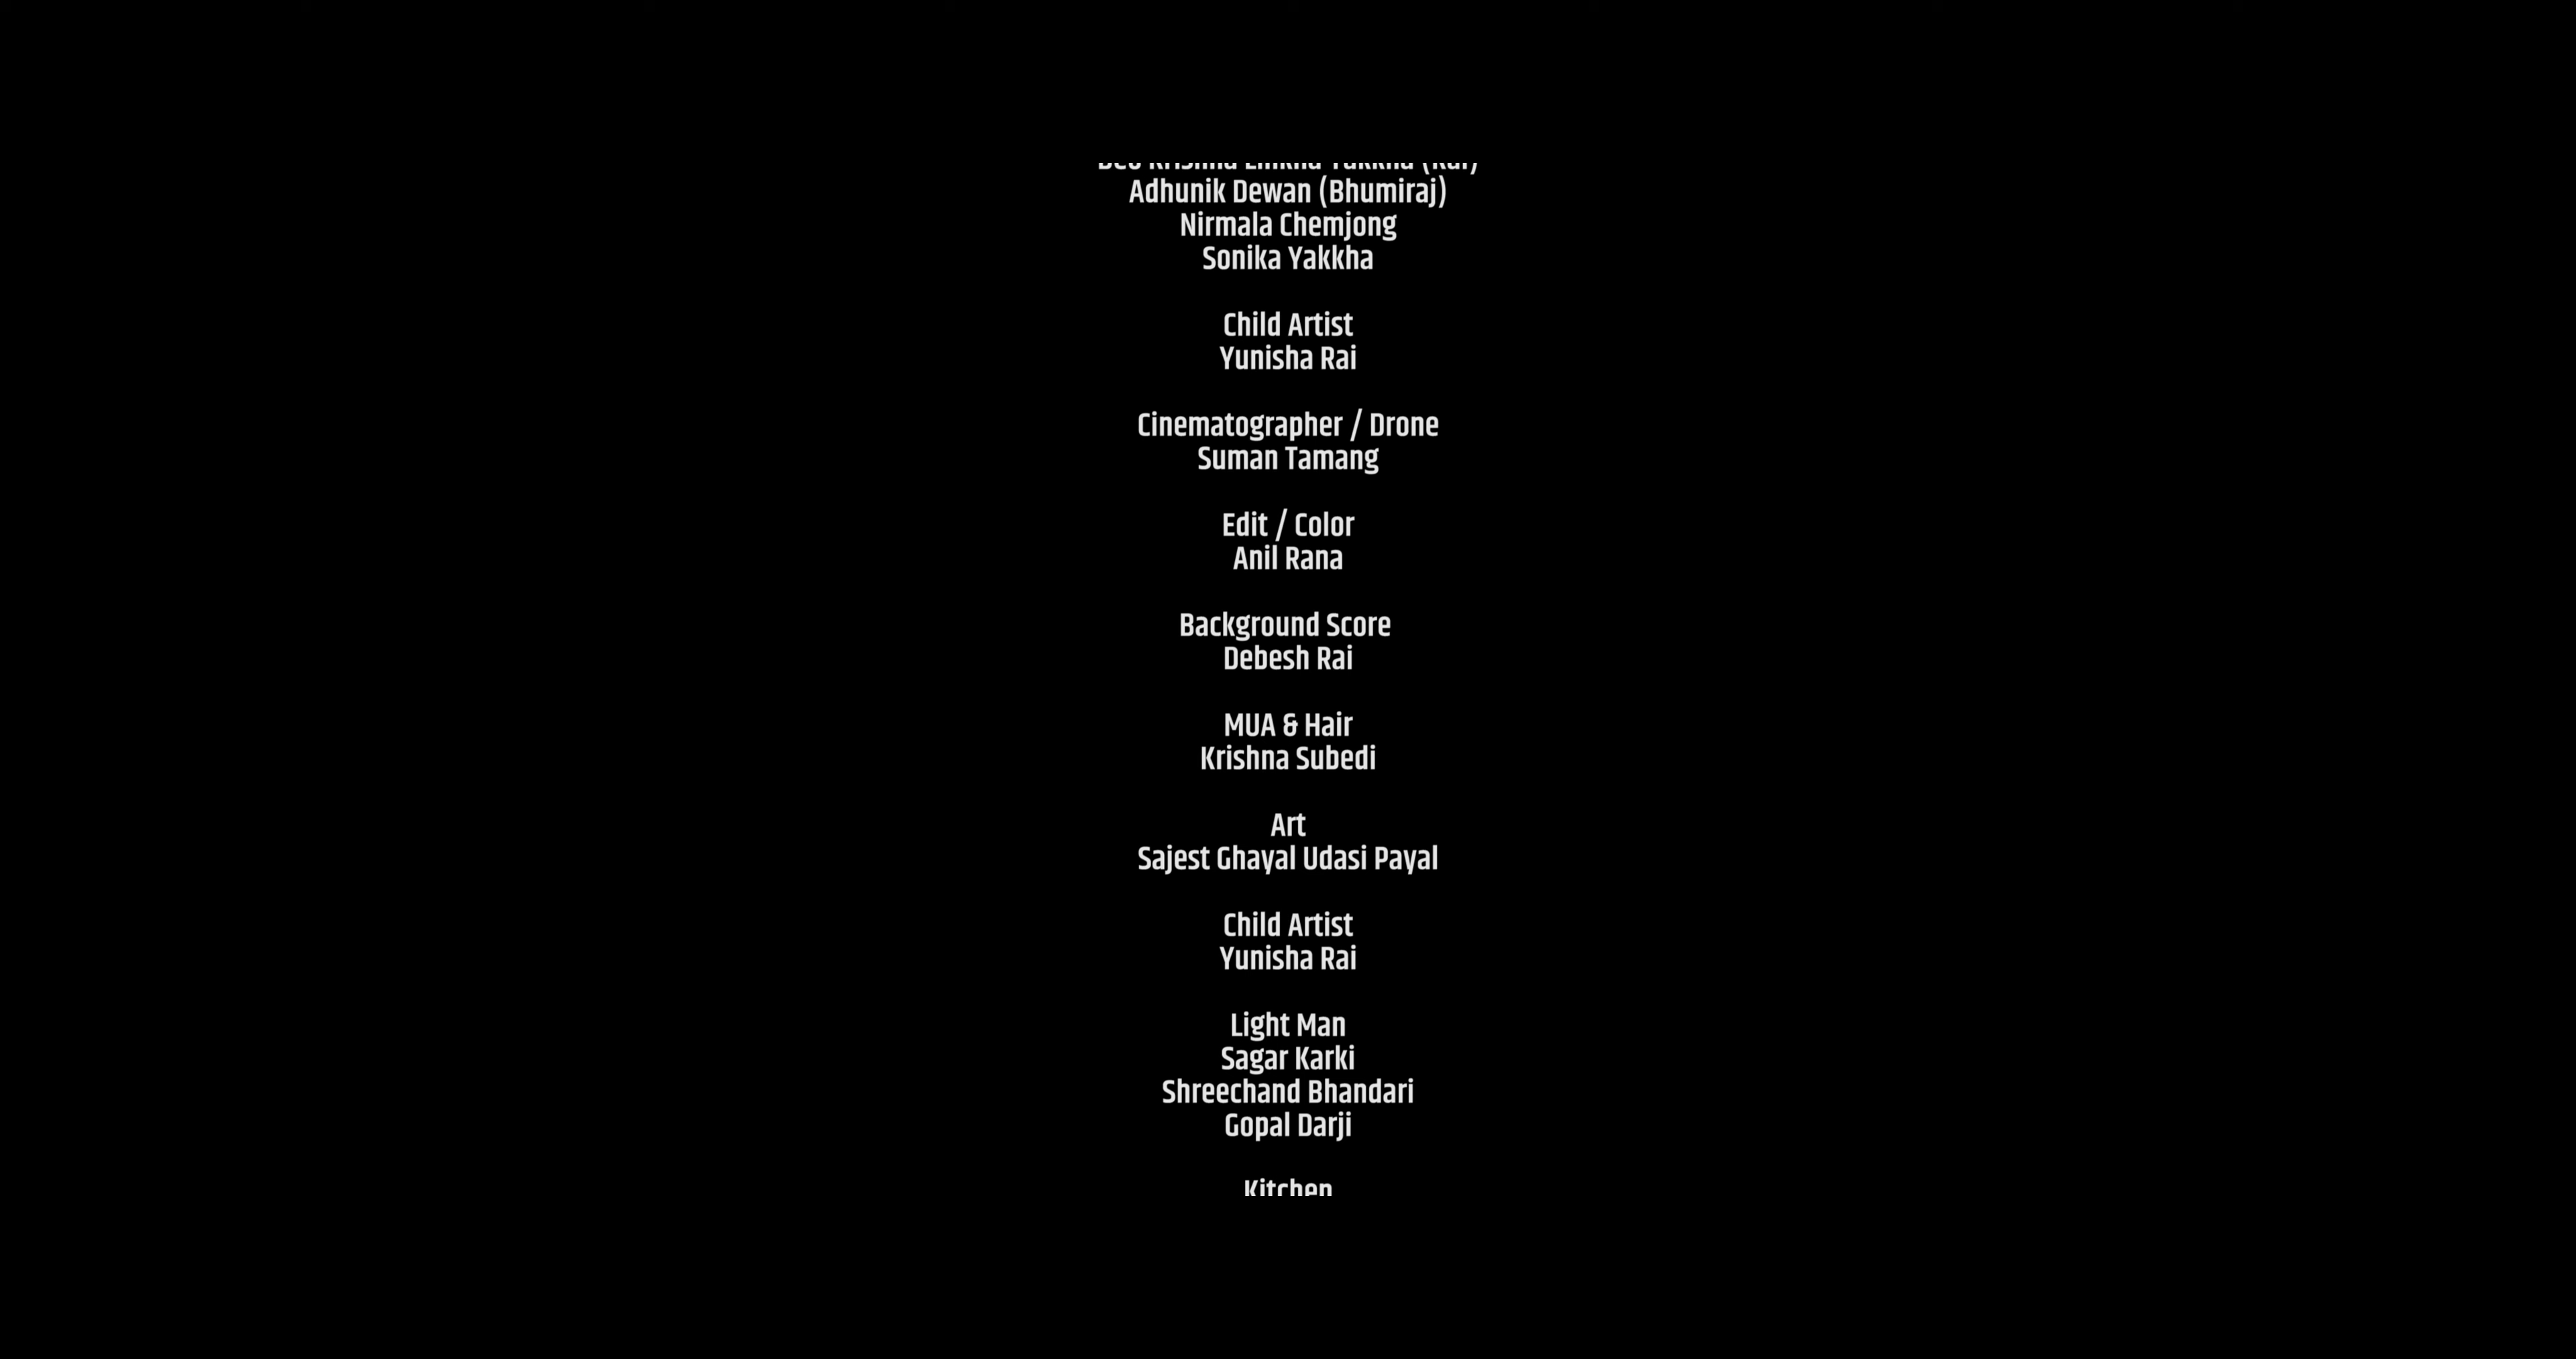 Adhunik Dewan (Bhumiraj)
Nirmala Chemjong
Sonika Yakkha
Child Artist
Yunisha Rai
Cinematographer / Drone
Suman Tamang
Edit / Color
Anil Rana
Background Score
Debesh Rai
MUA & Hair
Krishna Subedi
Art
Sajest Ghayal Udasi Payal
Child Artist
Yunisha Rai
Light Man
Sagar Karki
Shreechand Bhandari
Gopal Darji
Kitchen